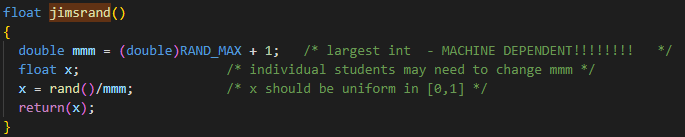 float jimsrand()
{
double mmm = (double)RAND_MAX + 1; /* largest int - MACHINE DEPENDENT!!!!!!!! */
float x; /* individual students may need to change mmm */
x = rand()/mmm; /* x should be uniform in [0,1] */
return(x);
}